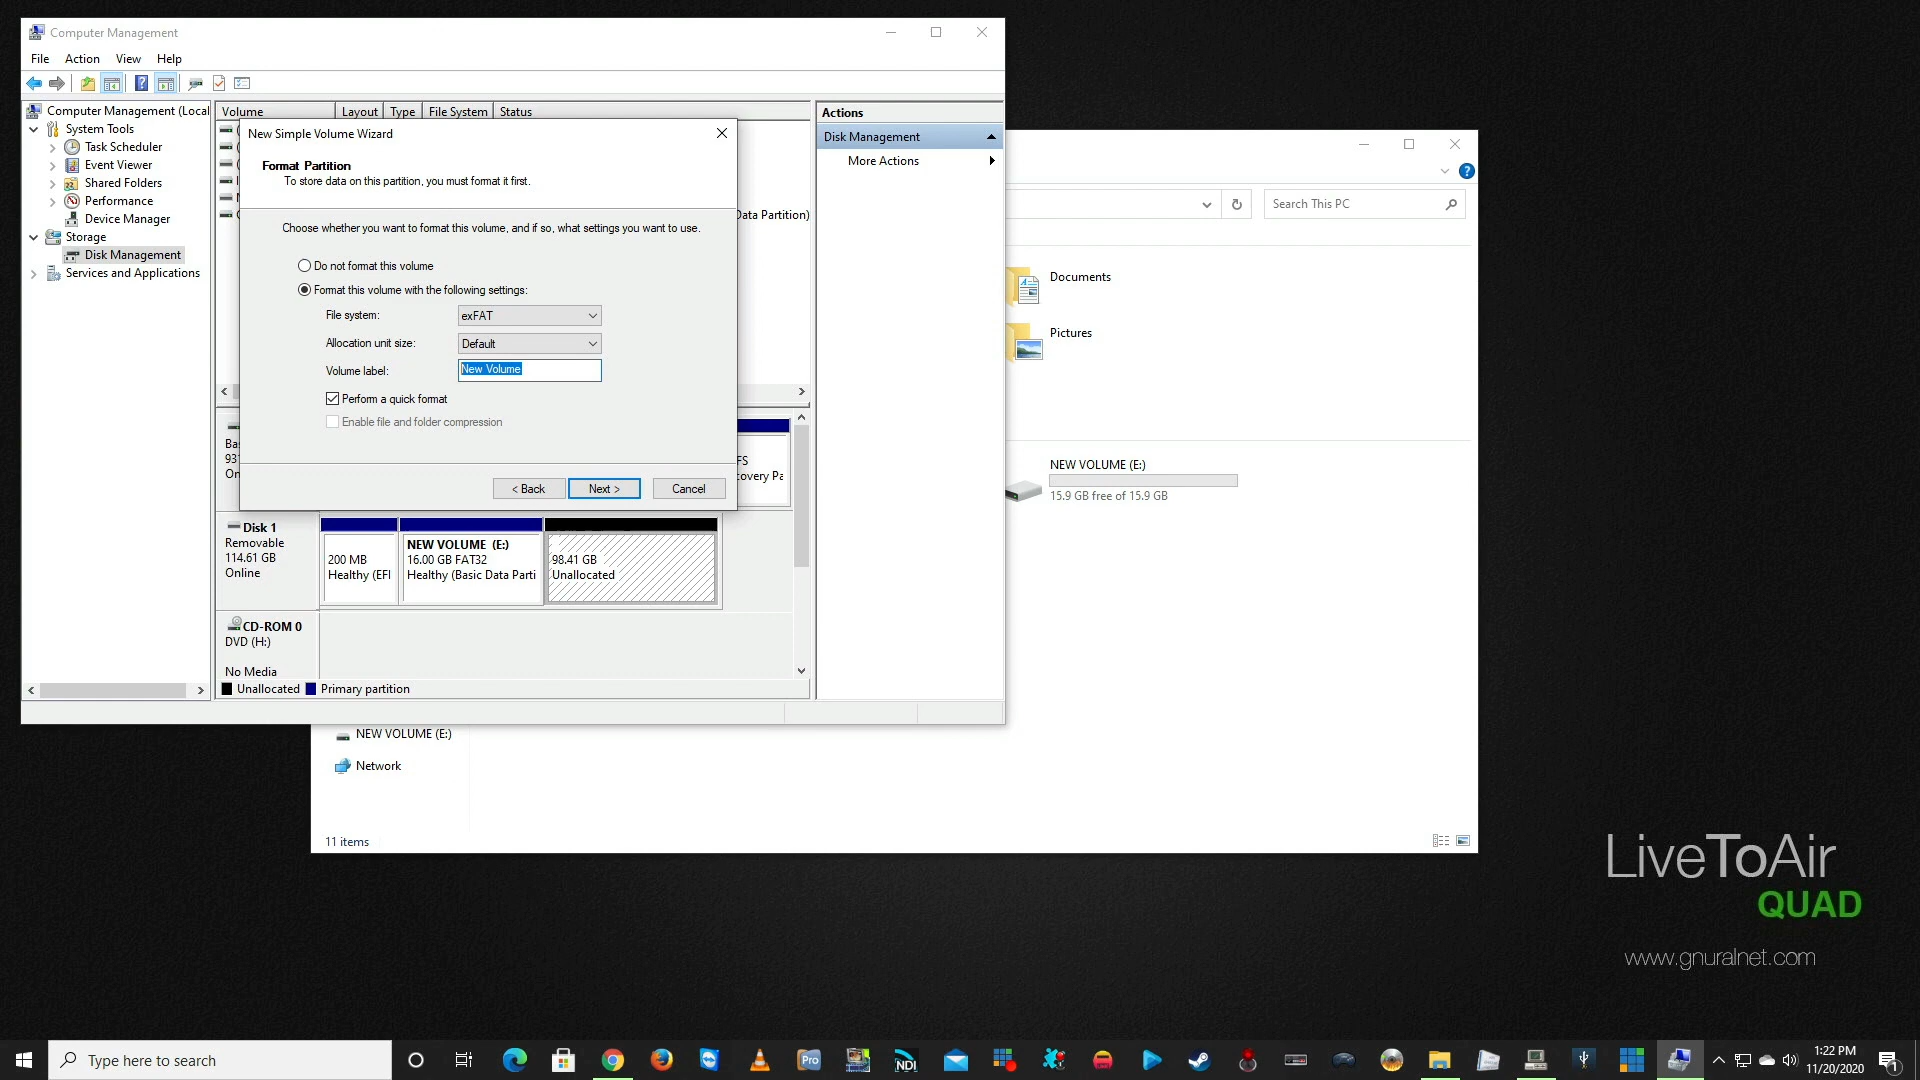 Computer Management
File Action View Help
Computer Management (Local
System Tools
Task Scheduler
Event Viewer
Shared Folders
Performance
Device Manager
Storage
Disk Management
Services and Applications
Volume Layout Type File System Status
Data Partition)
New Simple Volume Wizard
Format Partition
To store data on this partition, you must format it first.
Choose whether you want to format this volume, and if so, what settings you want to use.
Do not format this volume
Format this volume with the following settings:
File system: exFAT
Allocation unit size: Default
Volume label: New Volume
Perform a quick format
Enable file and folder compression
< Back Next > Cancel
Ba
931
On
FS
covery Pa
Disk 1
Removable
114.61 GB
Online
200 MB
Healthy (EFI
NEW VOLUME (E:)
16.00 GB FAT32
Healthy (Basic Data Parti
98.41 GB
Unallocated
CD-ROM 0
DVD (H:)
No Media
Unallocated Primary partition
Actions
Disk Management
More Actions
Search This PC
Documents
Pictures
NEW VOLUME (E:)
15.9 GB free of 15.9 GB
NEW VOLUME (E:)
Network
11 items
LiveToAir
QUAD
www.gnuralnet.com
Type here to search
Pro
NDI
1:22 PM
11/20/2020
1